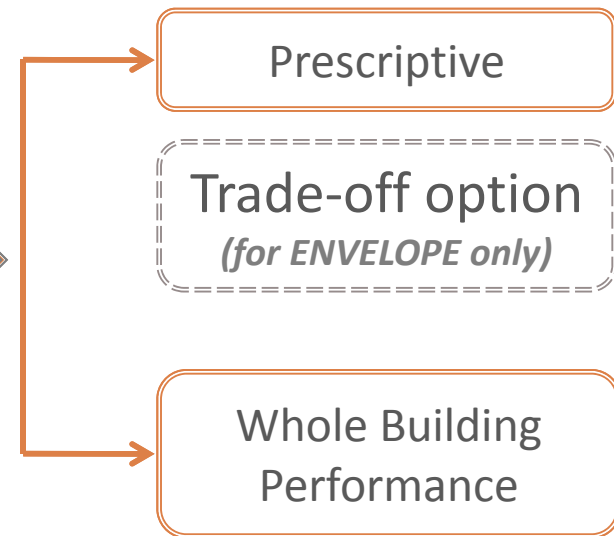 Prescriptive
Trade-off option
(for ENVELOPE only)
Whole Building
Performance